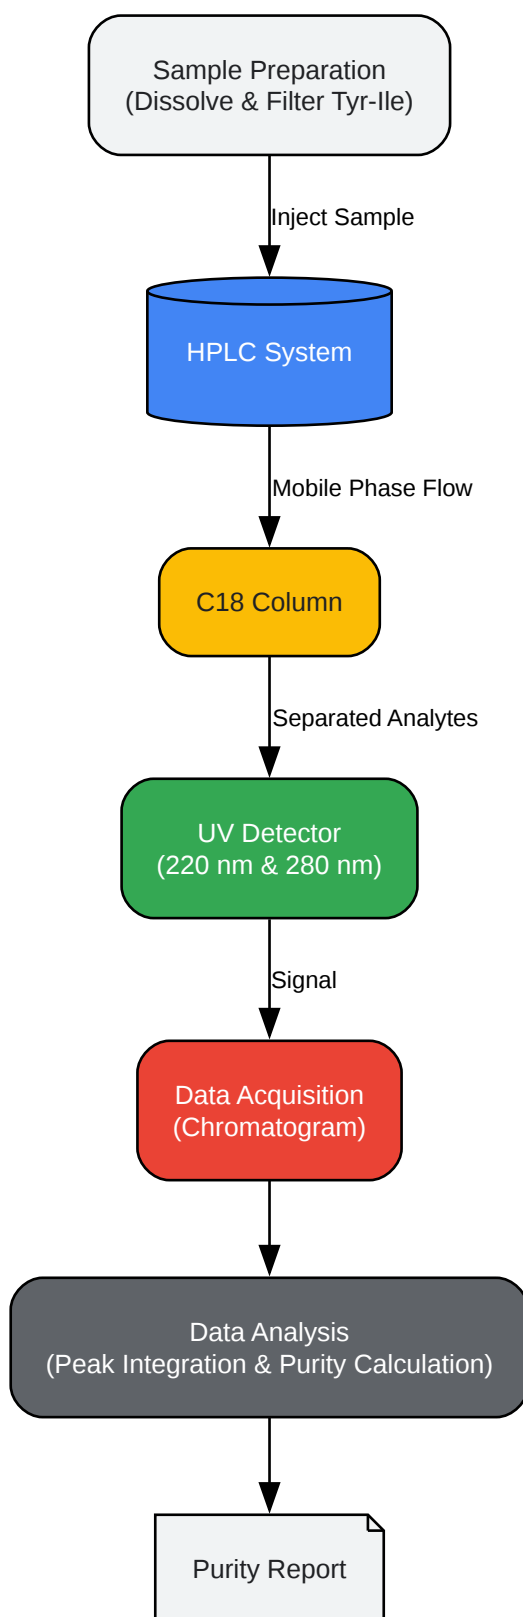 Sample Preparation
(Dissolve & Filter Tyr-Ile)
Inject Sample
HPLC System
Mobile Phase Flow
C18 Column
Separated Analytes
UV Detector
(220 nm & 280 nm)
Signal
Data Acquisition
(Chromatogram)
Data Analysis
(Peak Integration & Purity Calculation)
Purity Report